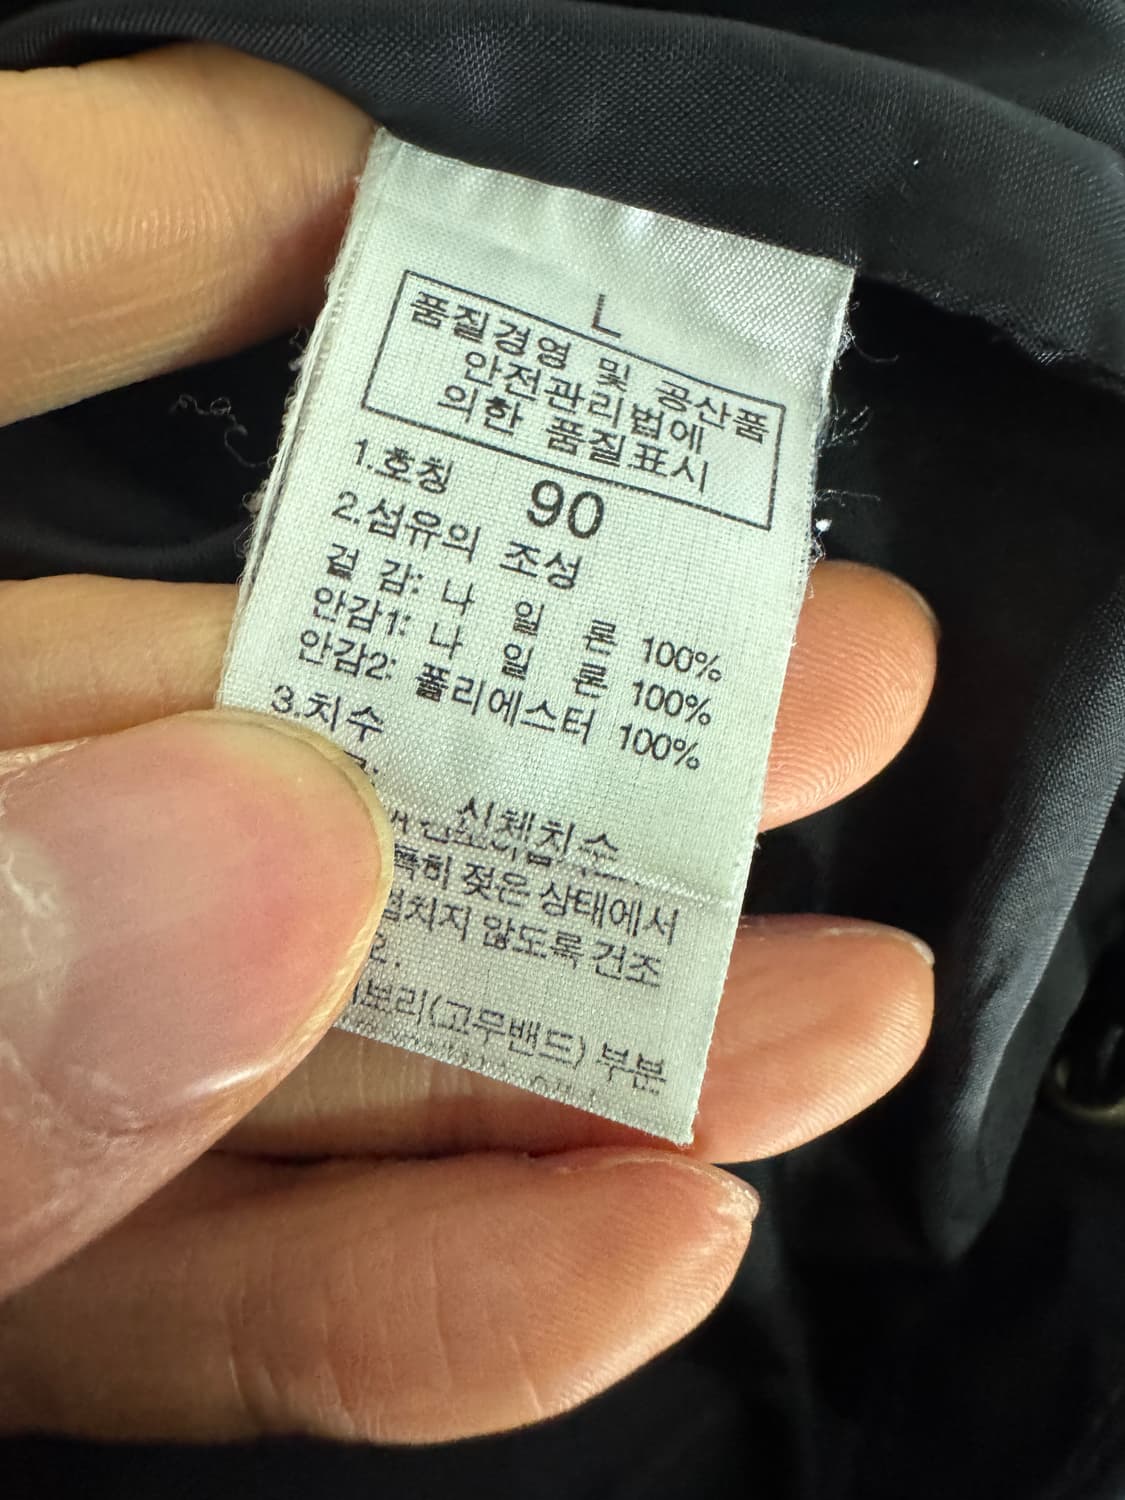 L
품질경영 및 공산품
안전관리법에
의한 품질표시
1.호칭 90
2.섬유의 조성
겉 감: 나 일 론 100%
안감1: 나 일 론 100%
안감2: 폴리에스터 100%
3.치수
신체치수
특히 젖은 상태에서
겹치지 않도록 건조
(고무밴드) 부분